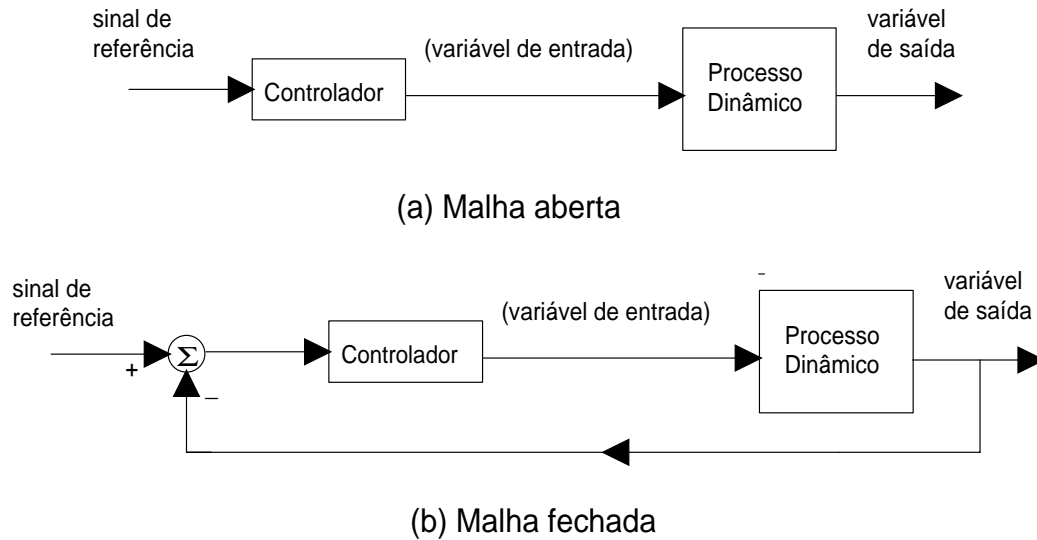 sinal de
referência
(variável de entrada)
variável
de saída
Controlador
Processo
Dinâmico
(a) Malha aberta
sinal de
referência
(variável de entrada)
variável
de saída
+
Σ
_
Controlador
Processo
Dinâmico
(b) Malha fechada